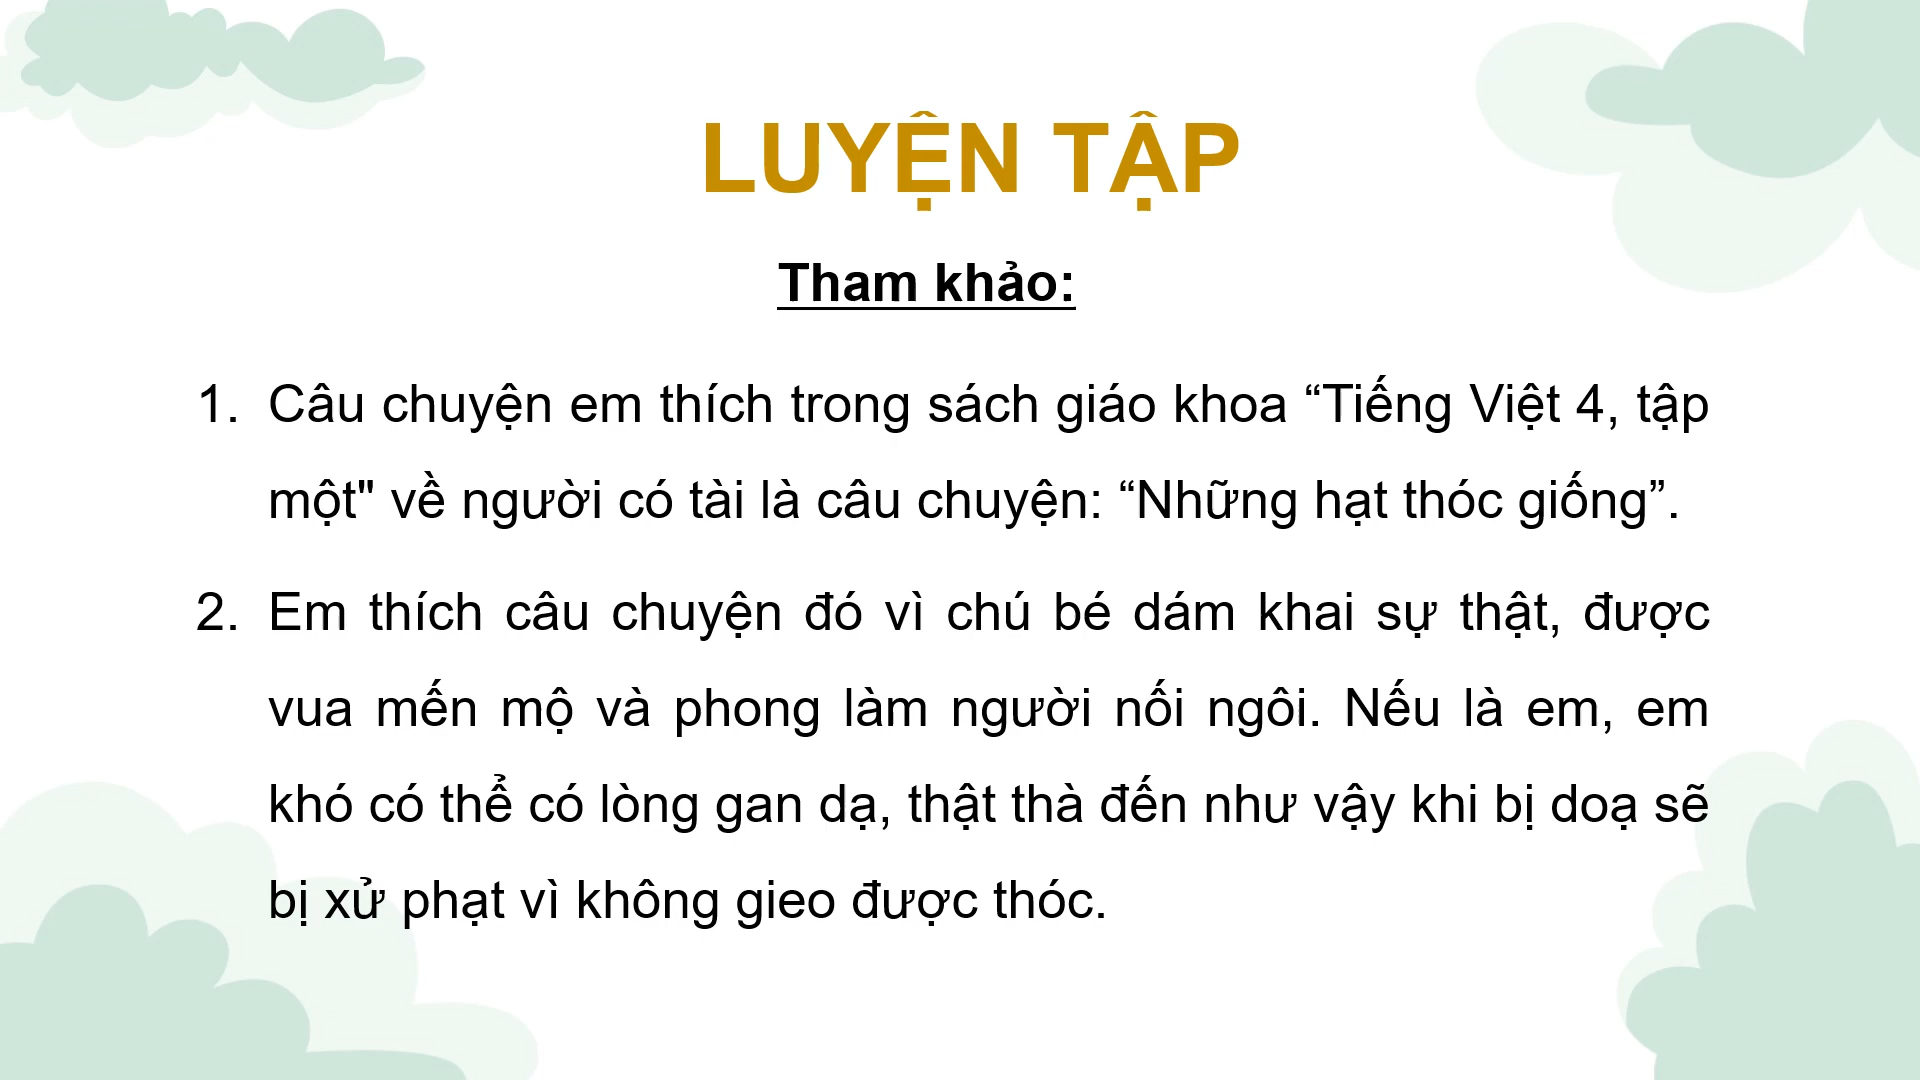 LUYỆN TẬP
Tham khảo:
1. Câu chuyện em thích trong sách giáo khoa “Tiếng Việt 4, tập
một" về người có tài là câu chuyện: “Những hạt thóc giống”.
2. Em thích câu chuyện đó vì chú bé dám khai sự thật, được
vua mến mộ và phong làm người nối ngôi. Nếu là em, em
khó có thể có lòng gan dạ, thật thà đến như vậy khi bị doạ sẽ
bị xử phạt vì không gieo được thóc.